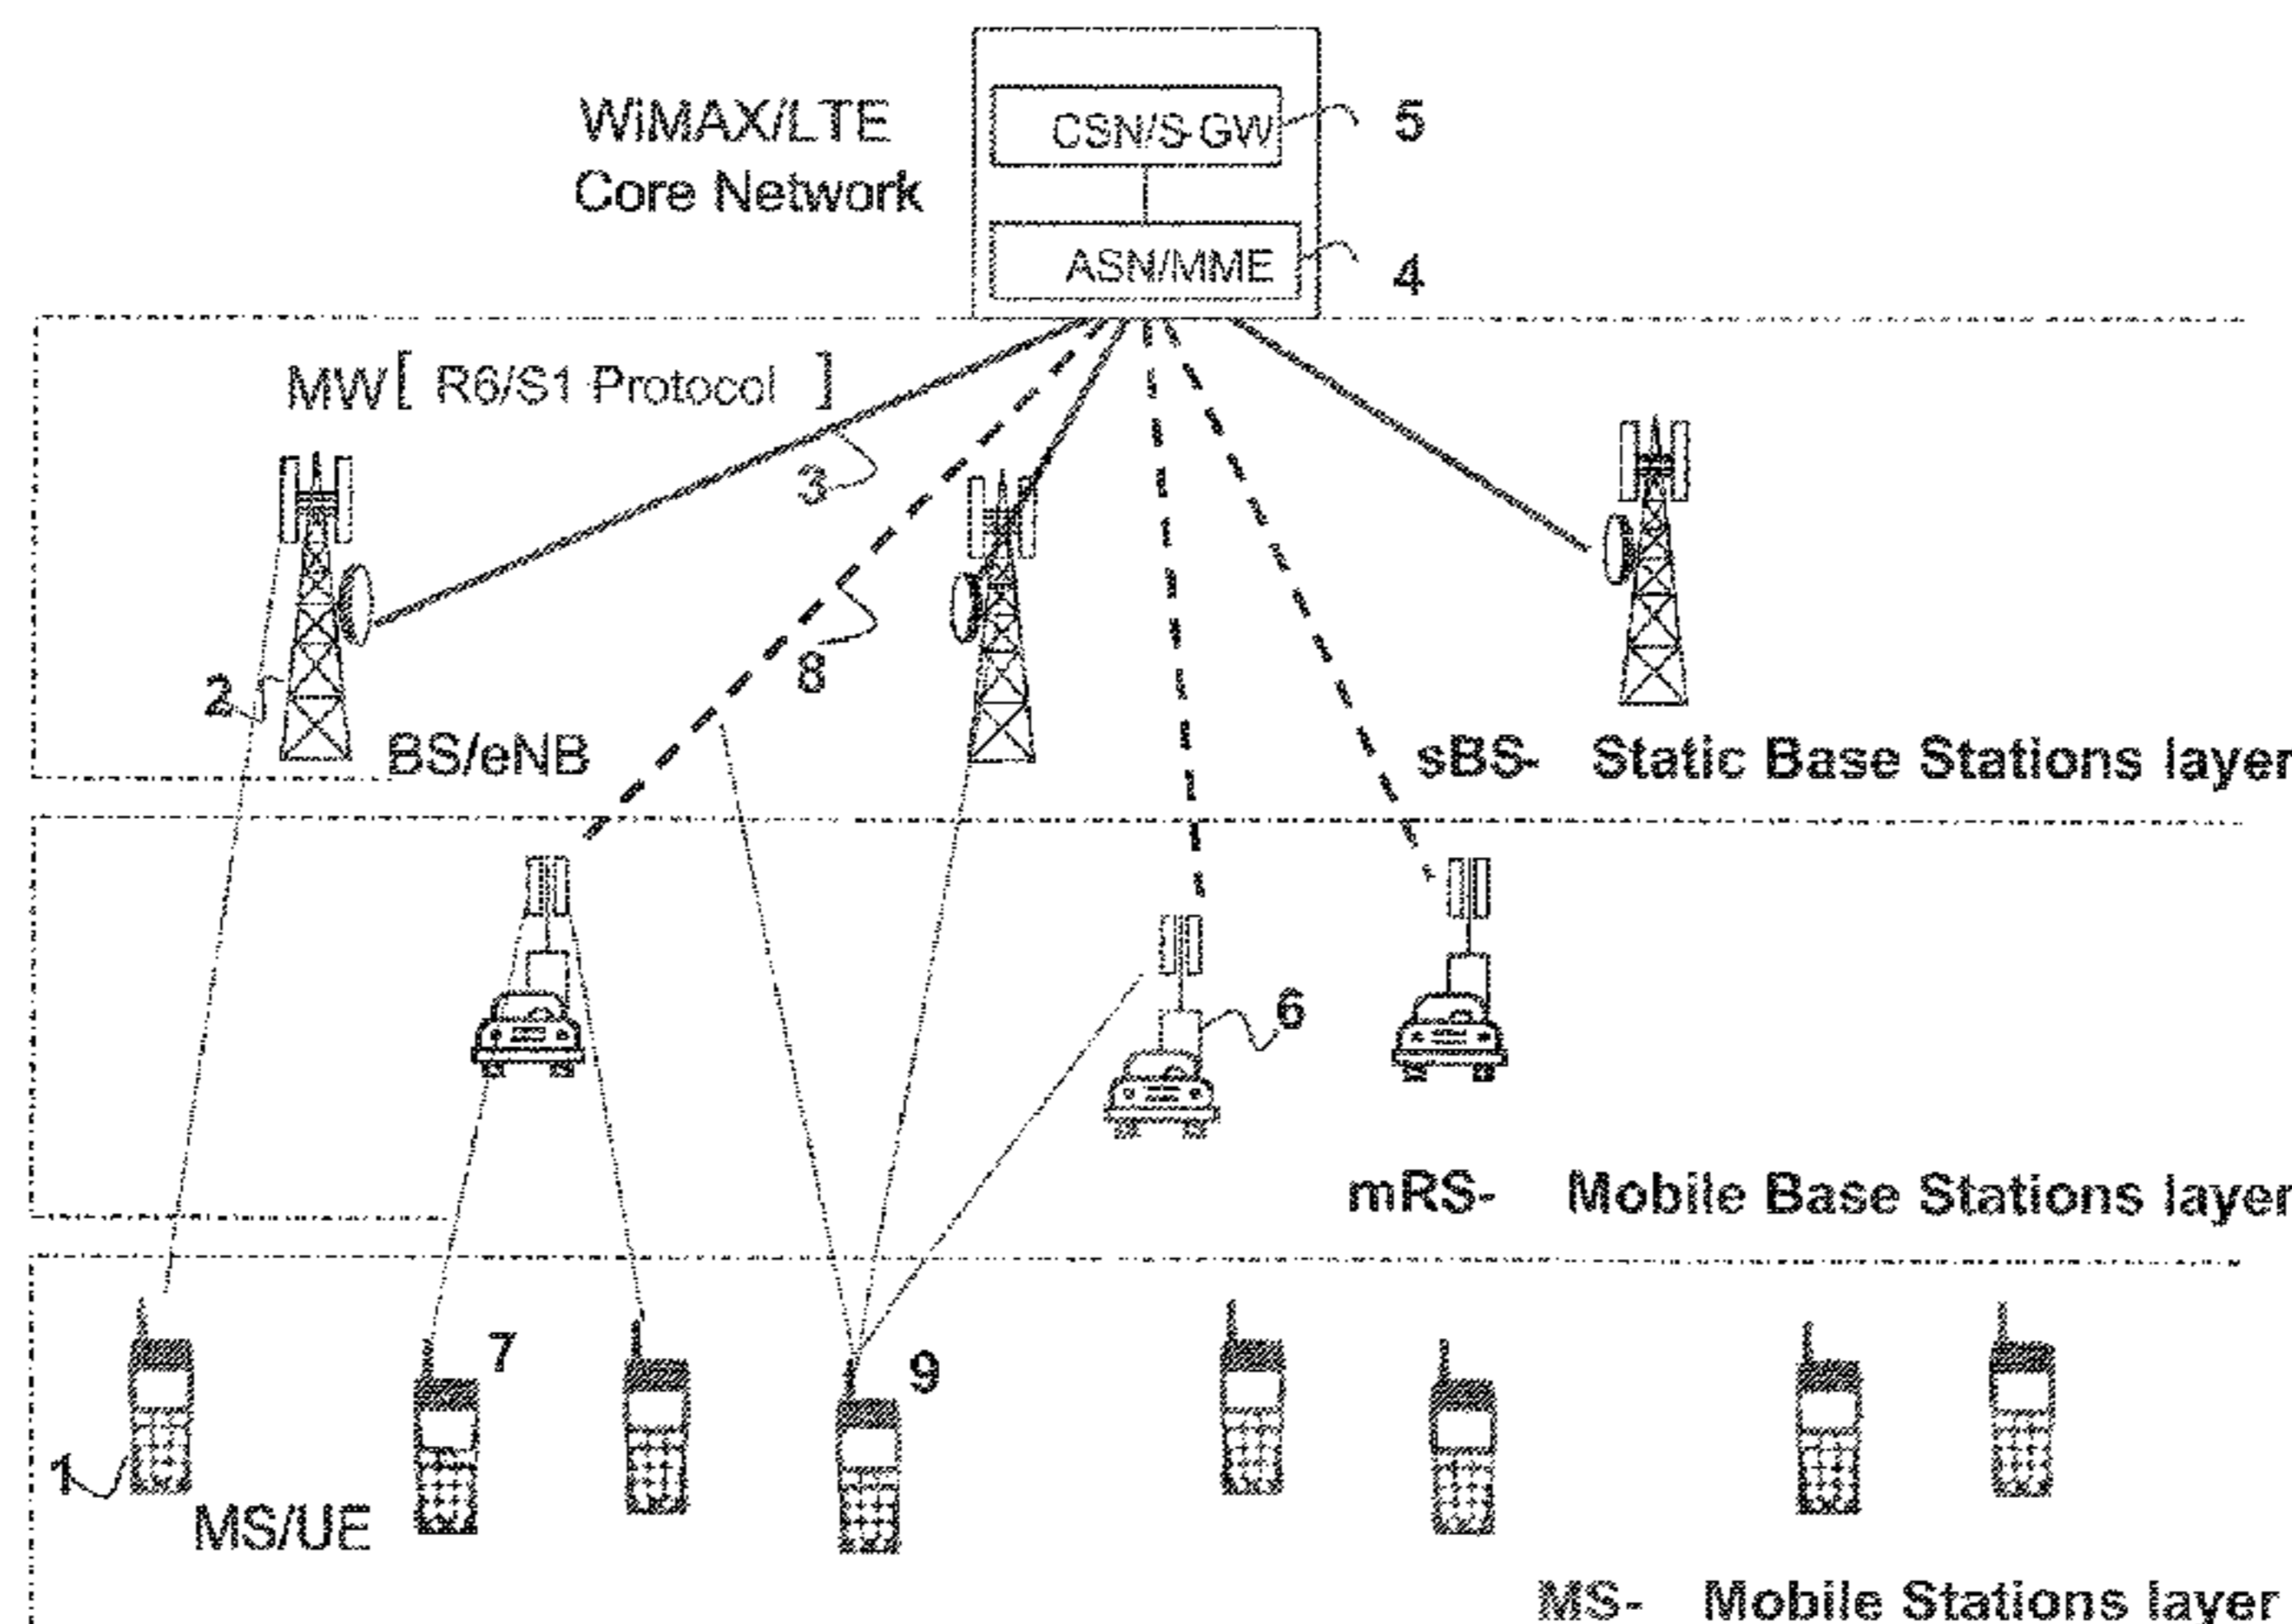 WiMAX/LTE
Core Network
CSN/S-GW
5
ASN/MME
4
MW [ R6/S1 Protocol ]
3
8
2
BS/eNB
sBS- Static Base Stations layer
6
mRS- Mobile Base Stations layer
7
9
1
MS/UE
MS- Mobile Stations layer